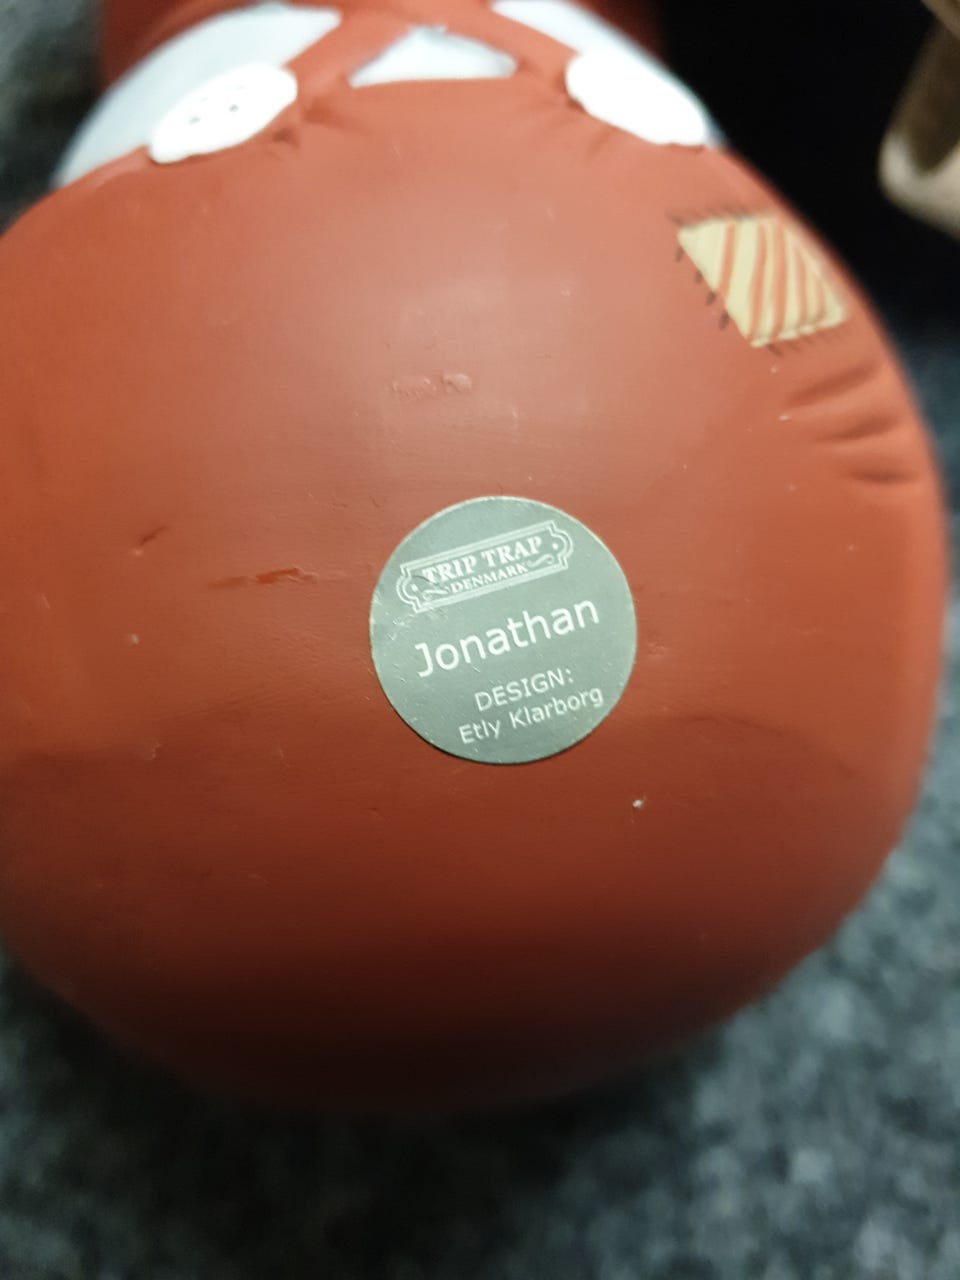 TRIP TRAP
DENMARK
Jonathan
DESIGN:
Etly Klarborg